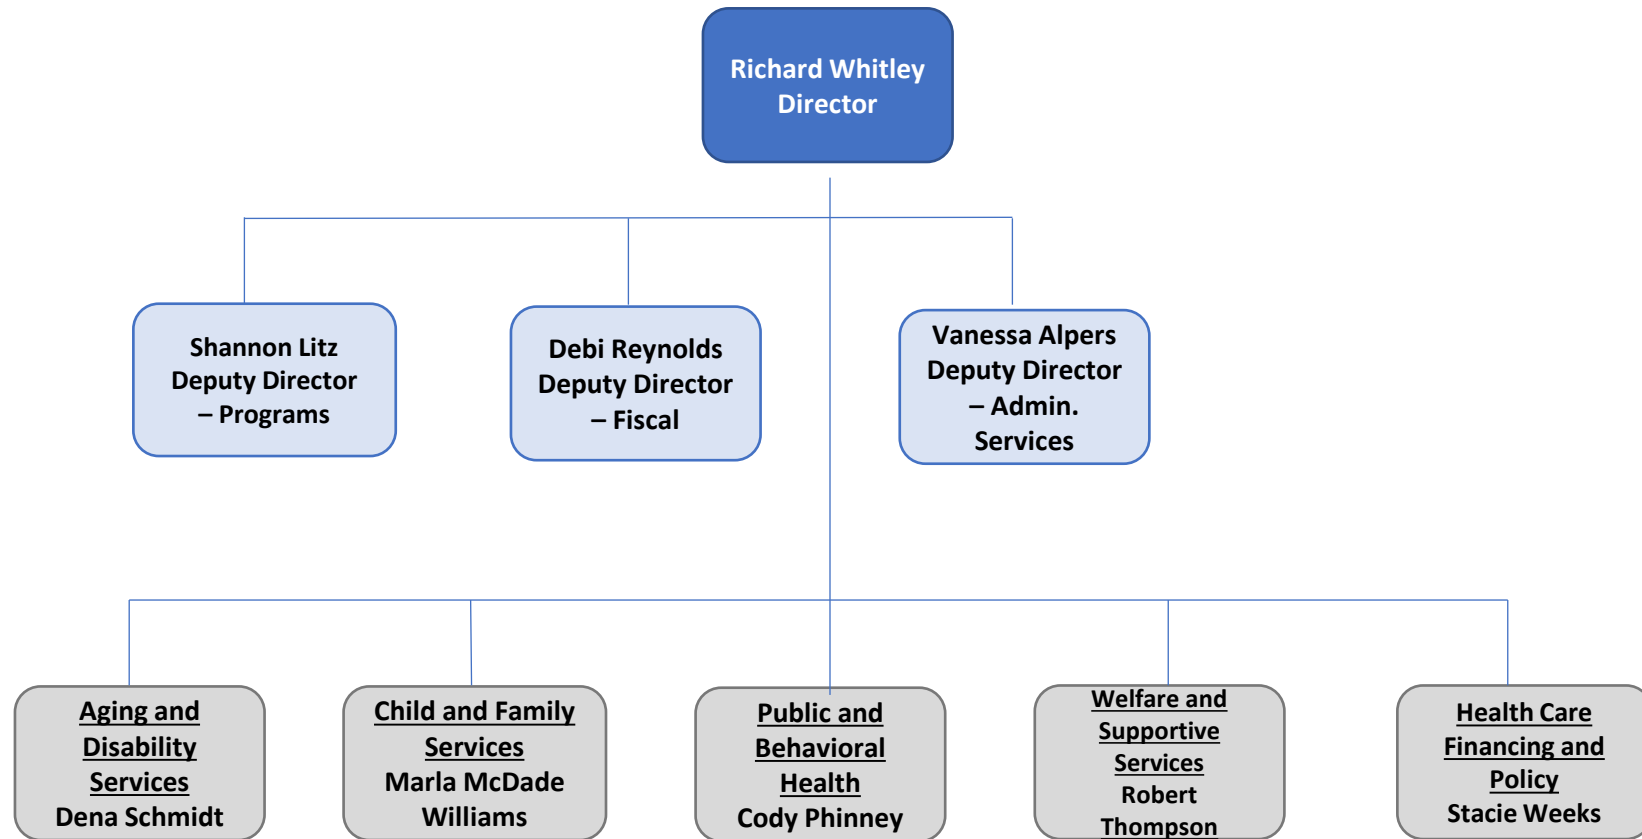 Richard Whitley
Director
Shannon Litz
Deputy Director
– Programs
Debi Reynolds
Deputy Director
– Fiscal
Vanessa Alpers
Deputy Director
– Admin.
Services
Aging and
Disability
Services
Dena Schmidt
Child and Family
Services
Marla McDade
Williams
Public and
Behavioral
Health
Cody Phinney
Welfare and
Supportive
Services
Robert
Thompson
Health Care
Financing and
Policy
Stacie Weeks